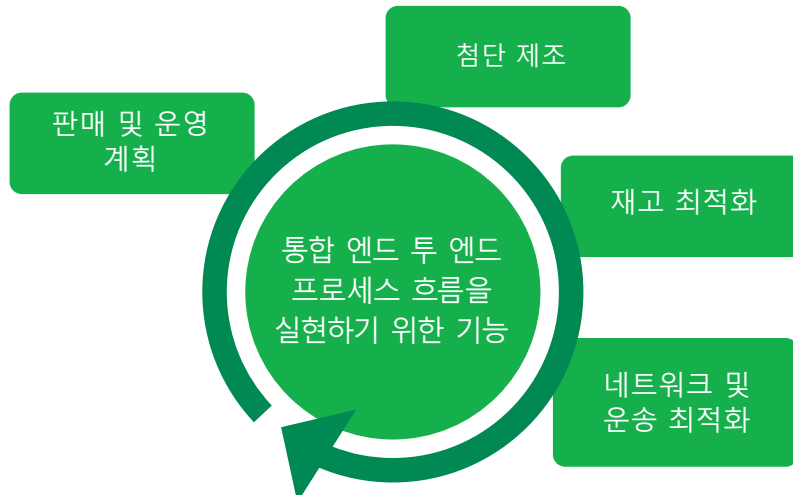 첨단 제조
판매 및 운영
계획
재고 최적화
통합 엔드 투 엔드
프로세스 흐름을
실현하기 위한 기능
네트워크 및
운송 최적화